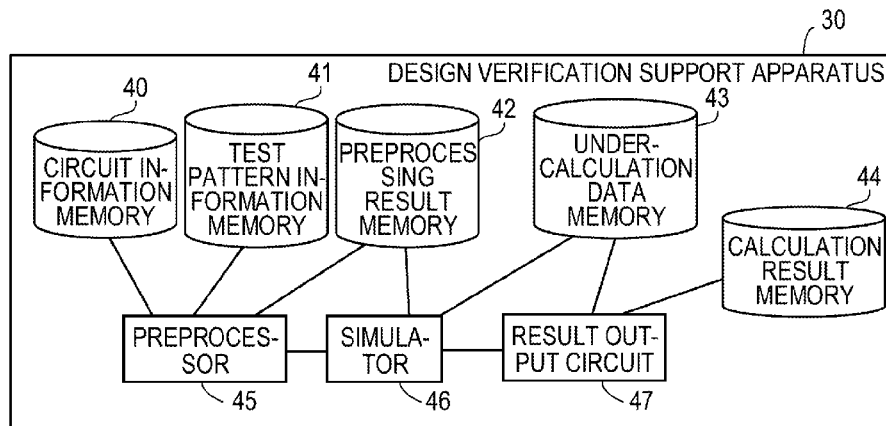 30
DESIGN VERIFICATION SUPPORT APPARATUS
40
CIRCUIT IN-
FORMATION
MEMORY
41
TEST
PATTERN IN-
FORMATION
MEMORY
42
PREPROCES
SING
RESULT
MEMORY
43
UNDER-
CALCULATION
DATA
MEMORY
44
CALCULATION
RESULT
MEMORY
PREPROCES-
SOR
45
SIMULA-
TOR
46
RESULT OUT-
PUT CIRCUIT
47